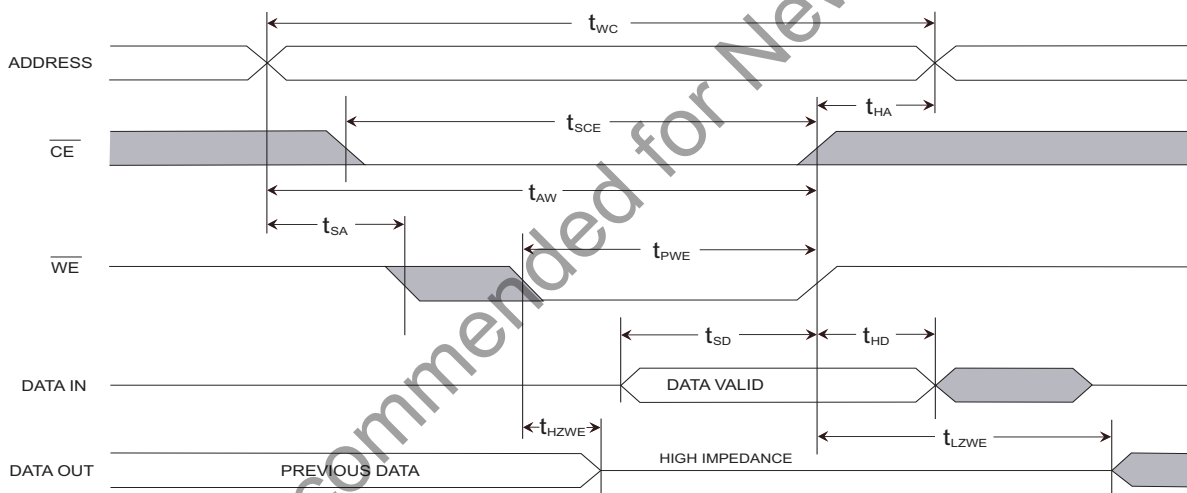 tWC
ADDRESS
tHA
tSCE
CE
tAW
tSA
WE
tPWE
tSD
tHD
DATA IN
DATA VALID
tHZWE
tLZWE
DATA OUT
PREVIOUS DATA
HIGH IMPEDANCE
commended for New